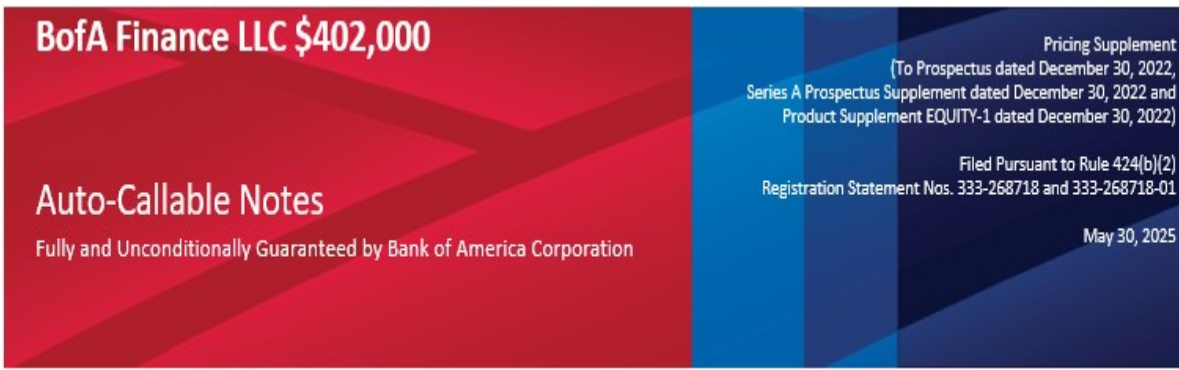 BofA Finance LLC $402,000
Auto-Callable Notes
Fully and Unconditionally Guaranteed by Bank of America Corporation
Pricing Supplement
(To Prospectus dated December 30, 2022,
Series A Prospectus Supplement dated December 30, 2022 and
Product Supplement EQUITY-1 dated December 30, 2022)
Filed Pursuant to Rule 424(b)(2)
Registration Statement Nos. 333-268718 and 333-268718-01
May 30, 2025